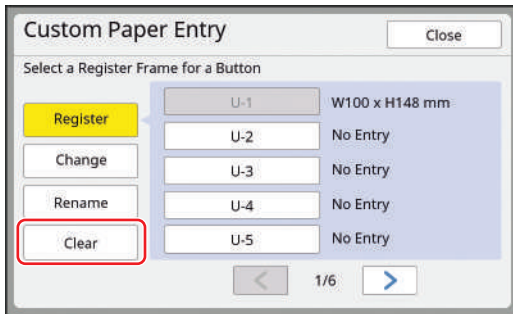 Custom Paper Entry
Close
Select a Register Frame for a Button
Register
Change
Rename
Clear
U-1 W100 x H148 mm
U-2 No Entry
U-3 No Entry
U-4 No Entry
U-5 No Entry
< 1/6 >